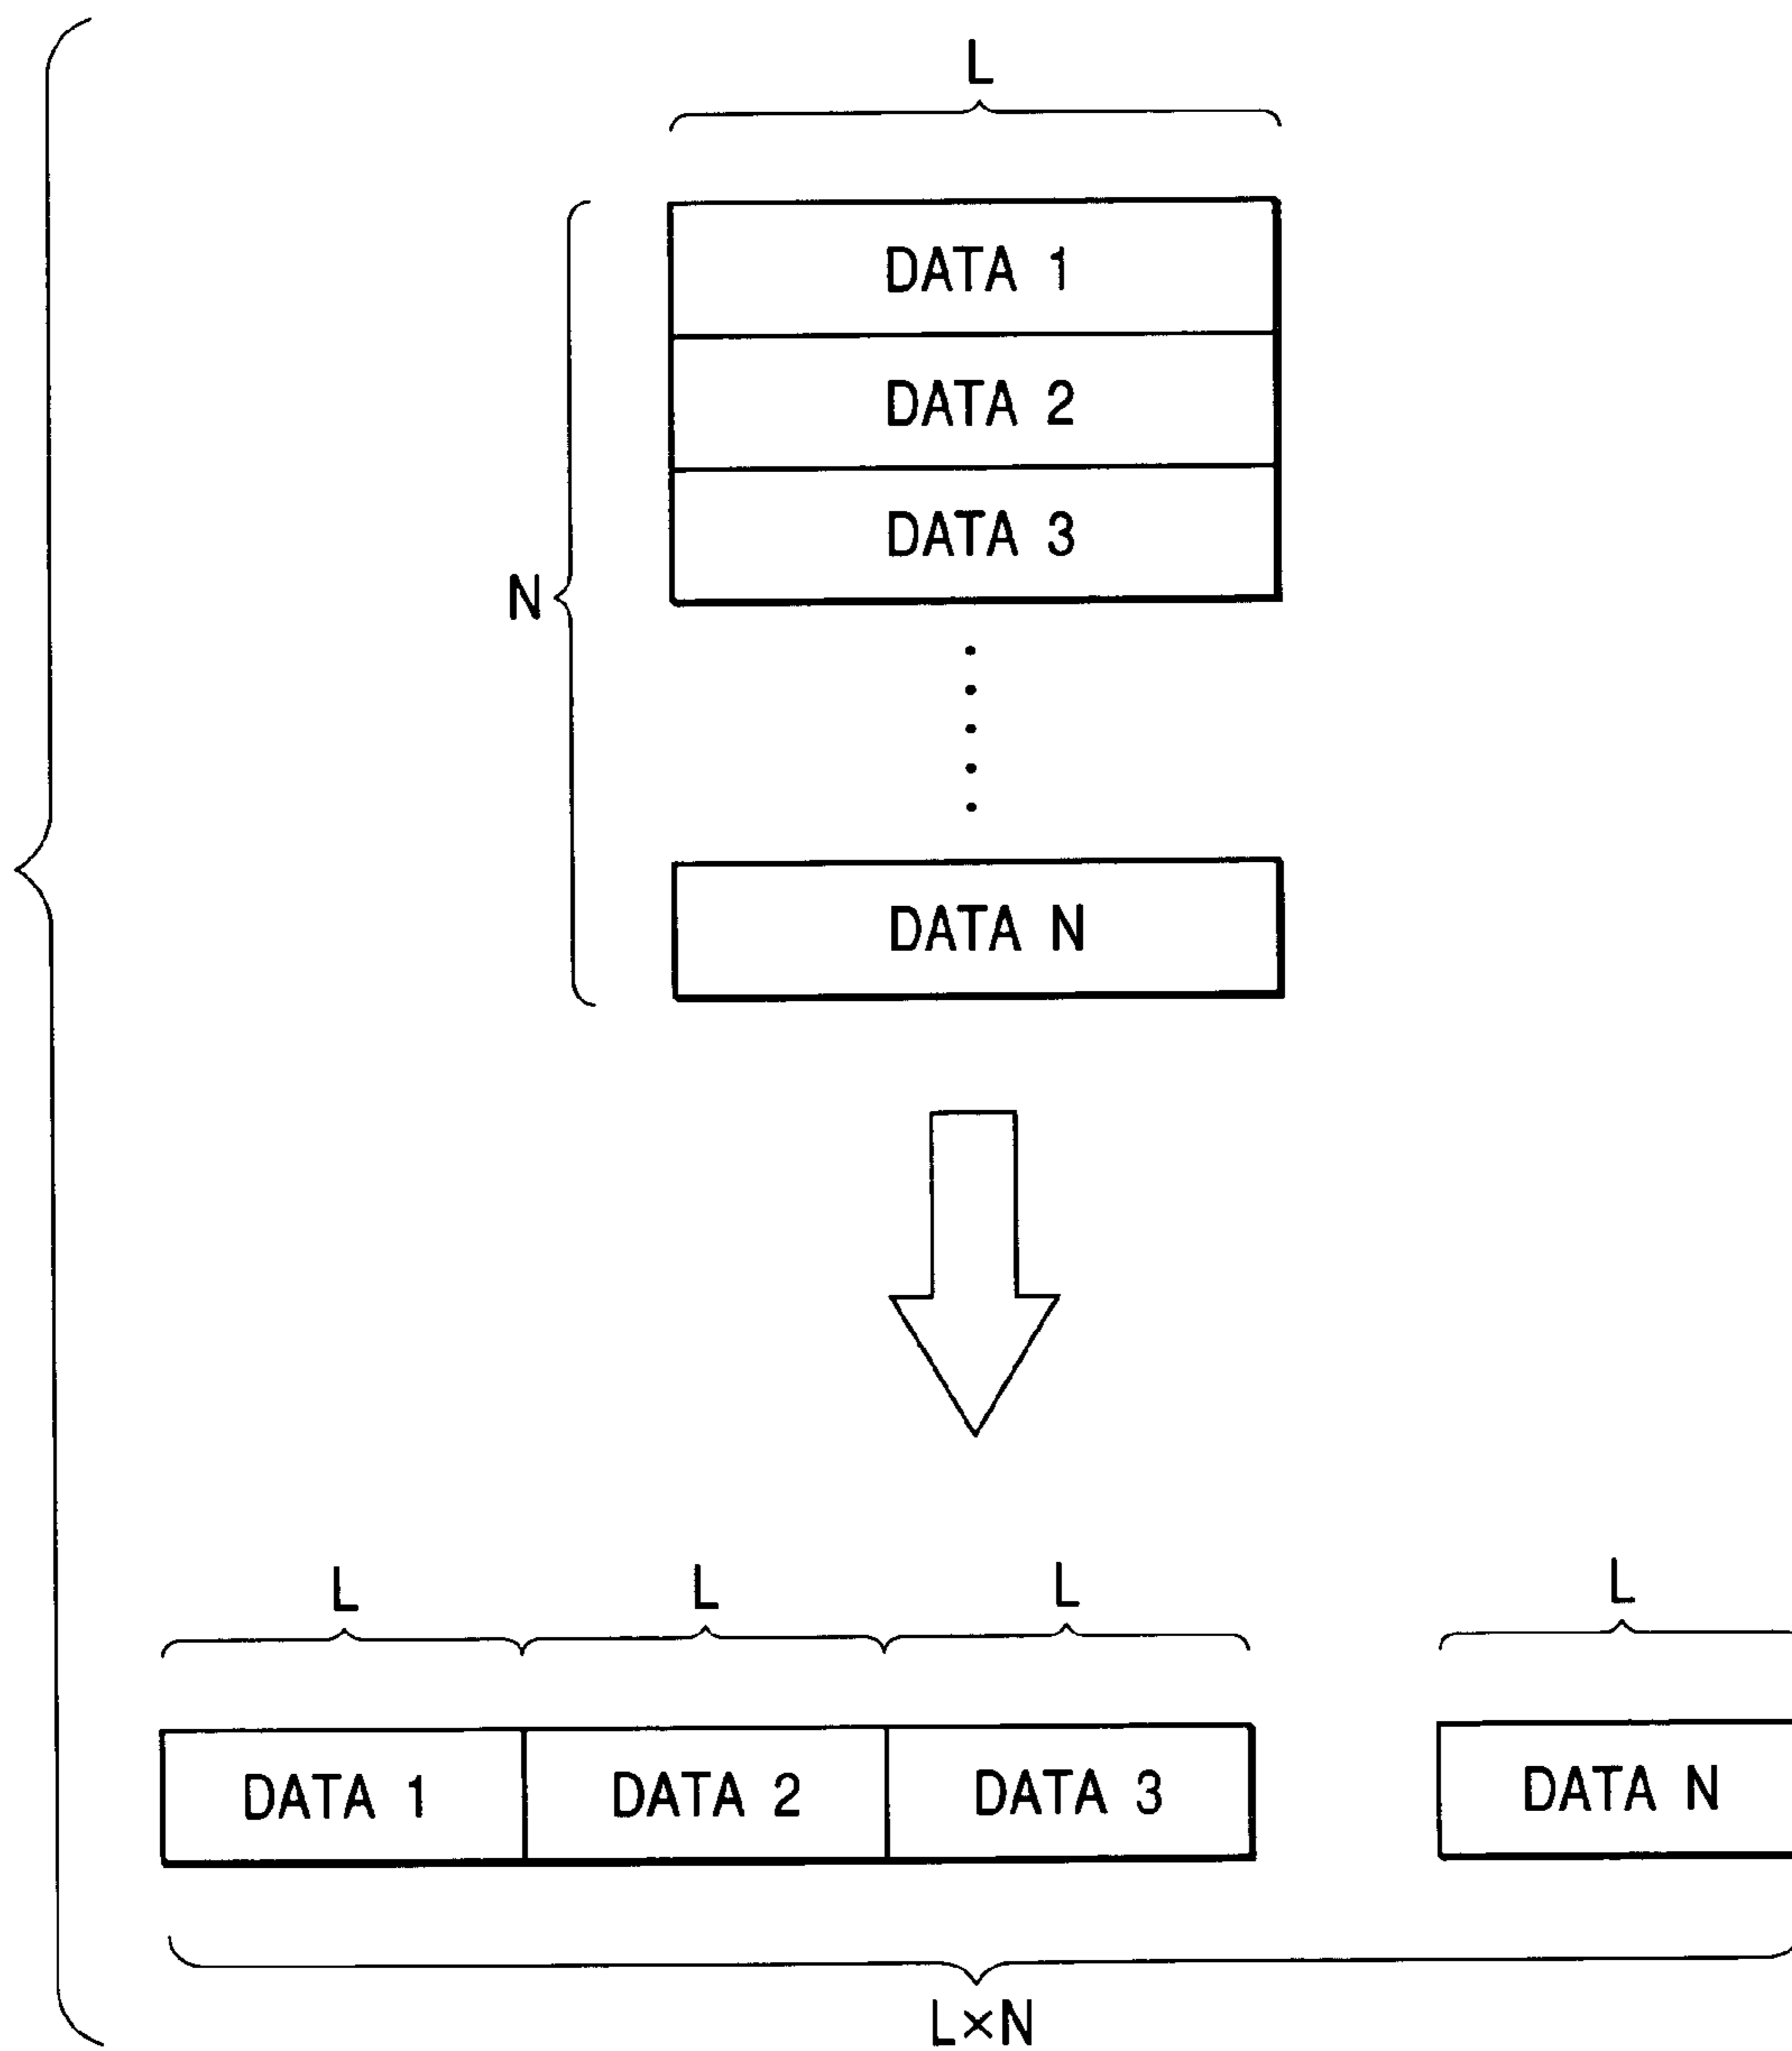 L
DATA 1
DATA 2
DATA 3
N
DATA N
L L L L
DATA 1 DATA 2 DATA 3 DATA N
L×N